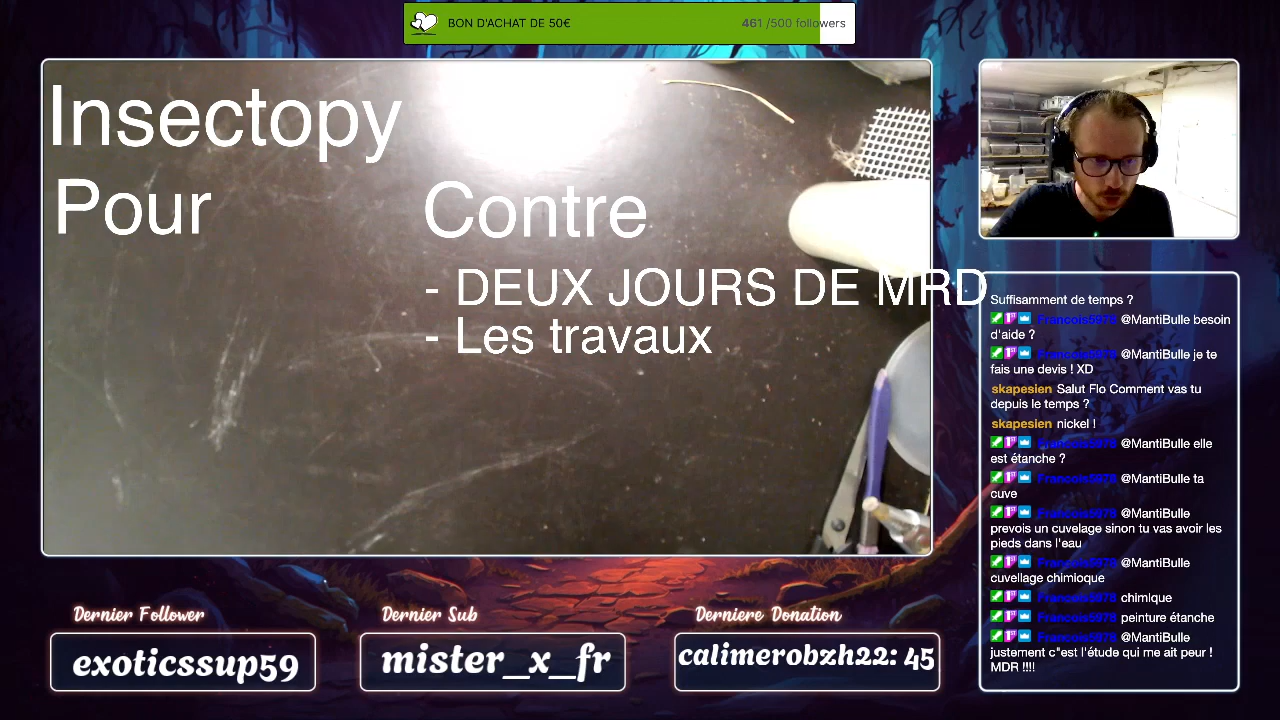 BON D'ACHAT DE 50€ 461 /500 followers
Insectopy
Pour
Contre
- DEUX JOURS DE MRD
- Les travaux
Suffisamment de temps ?
Francois5978 @MantiBulle besoin
d'aide ?
Francois5978 @MantiBulle je te
fais une devis ! XD
skapesien Salut Flo Comment vas tu
depuis le temps ?
skapesien nickel !
Francois5978 @MantiBulle elle
est étanche ?
Francois5978 @MantiBulle ta
cuve
Francois5978 @MantiBulle
prevois un cuvelage sinon tu vas avoir les
pieds dans l'eau
Francois5978 @MantiBulle
cuvellage chimioque
Francois5978 chimique
Francois5978 peinture étanche
Francois5978 @MantiBulle
justement c"est l'étude qui me ait peur !
MDR !!!!
Dernier Follower
exoticssup59
Dernier Sub
mister_x_fr
Derniere Donation
calimerobzh22: 45